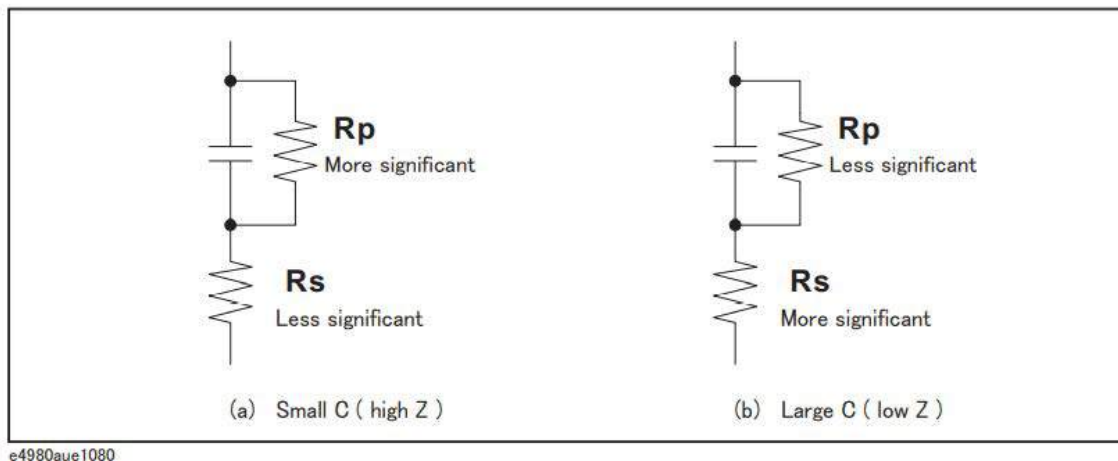 Rp
More significant
Rs
Less significant
(a) Small C ( high Z )
Rp
Less significant
Rs
More significant
(b) Large C ( low Z )
e4980aue1080